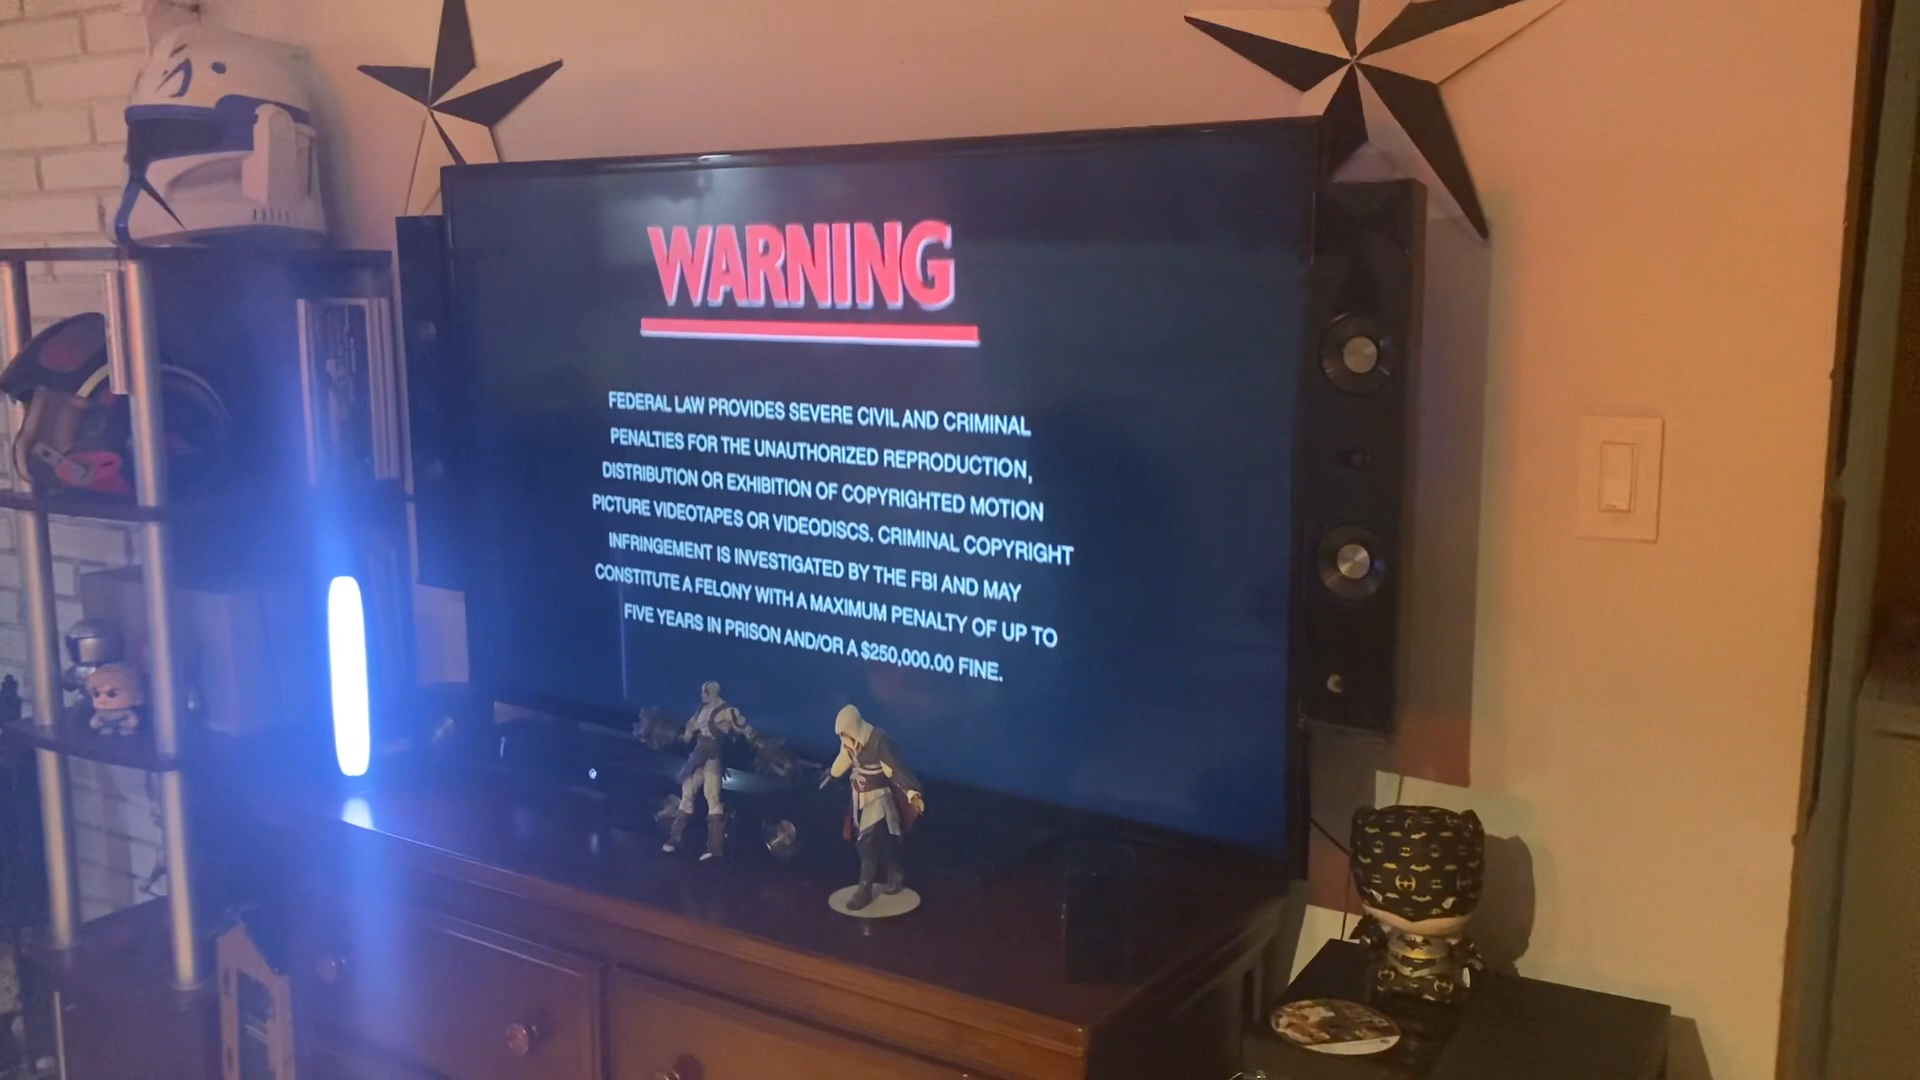 WARNING
FEDERAL LAW PROVIDES SEVERE CIVIL AND CRIMINAL
PENALTIES FOR THE UNAUTHORIZED REPRODUCTION,
DISTRIBUTION OR EXHIBITION OF COPYRIGHTED MOTION
PICTURE VIDEOTAPES OR VIDEODISCS. CRIMINAL COPYRIGHT
INFRINGEMENT IS INVESTIGATED BY THE FBI AND MAY
CONSTITUTE A FELONY WITH A MAXIMUM PENALTY OF UP TO
FIVE YEARS IN PRISON AND/OR A $250,000.00 FINE.